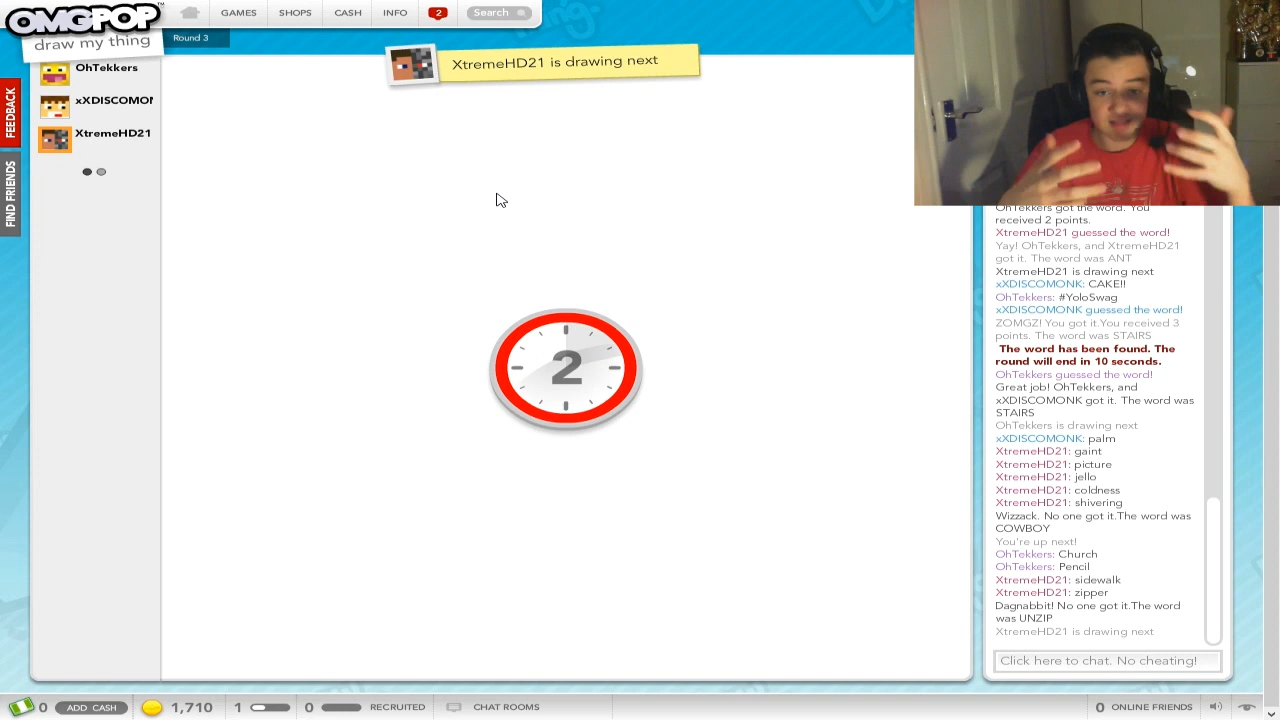 OMGPOP™
draw my thing
GAMES
SHOPS
CASH
INFO
2
Search
Round 3
FEEDBACK
FIND FRIENDS
OhTekkers
xXDISCOMON
XtremeHD21
XtremeHD21 is drawing next
2
OhTekkers got the word. You
received 2 points.
XtremeHD21 guessed the word!
Yay! OhTekkers, and XtremeHD21
got it. The word was ANT
XtremeHD21 is drawing next
xXDISCOMONK: CAKE!!
OhTekkers: #YoloSwag
xXDISCOMONK guessed the word!
ZOMGZ! You got it.You received 3
points. The word was STAIRS
The word has been found. The
round will end in 10 seconds.
OhTekkers guessed the word!
Great job! OhTekkers, and
xXDISCOMONK got it. The word was
STAIRS
OhTekkers is drawing next
xXDISCOMONK: palm
XtremeHD21: gaint
XtremeHD21: picture
XtremeHD21: jello
XtremeHD21: coldness
XtremeHD21: shivering
Wizzack. No one got it.The word was
COWBOY
You're up next!
OhTekkers: Church
OhTekkers: Pencil
XtremeHD21: sidewalk
XtremeHD21: zipper
Dagnabbit! No one got it.The word
was UNZIP
XtremeHD21 is drawing next
Click here to chat. No cheating!
0 ADD CASH
1,710
1
0 RECRUITED
CHAT ROOMS
0 ONLINE FRIENDS